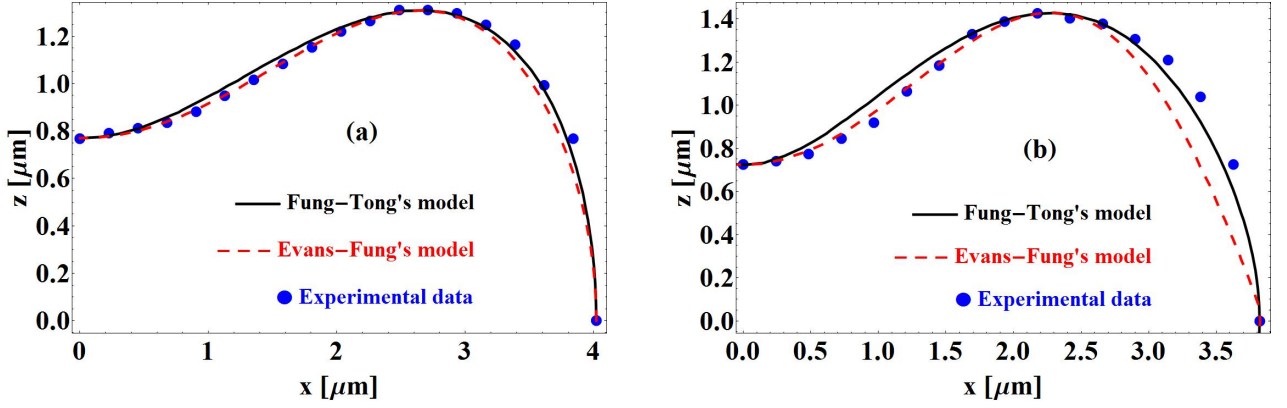 1.2
1.0
0.8
0.6
0.4
0.2
0.0
z [μm]
(a)
Fung–Tong's model
Evans–Fung's model
Experimental data
0
1
2
3
4
x [μm]
1.4
1.2
1.0
0.8
0.6
0.4
0.2
0.0
z [μm]
(b)
Fung–Tong's model
Evans–Fung's model
Experimental data
0.0
0.5
1.0
1.5
2.0
2.5
3.0
3.5
x [μm]